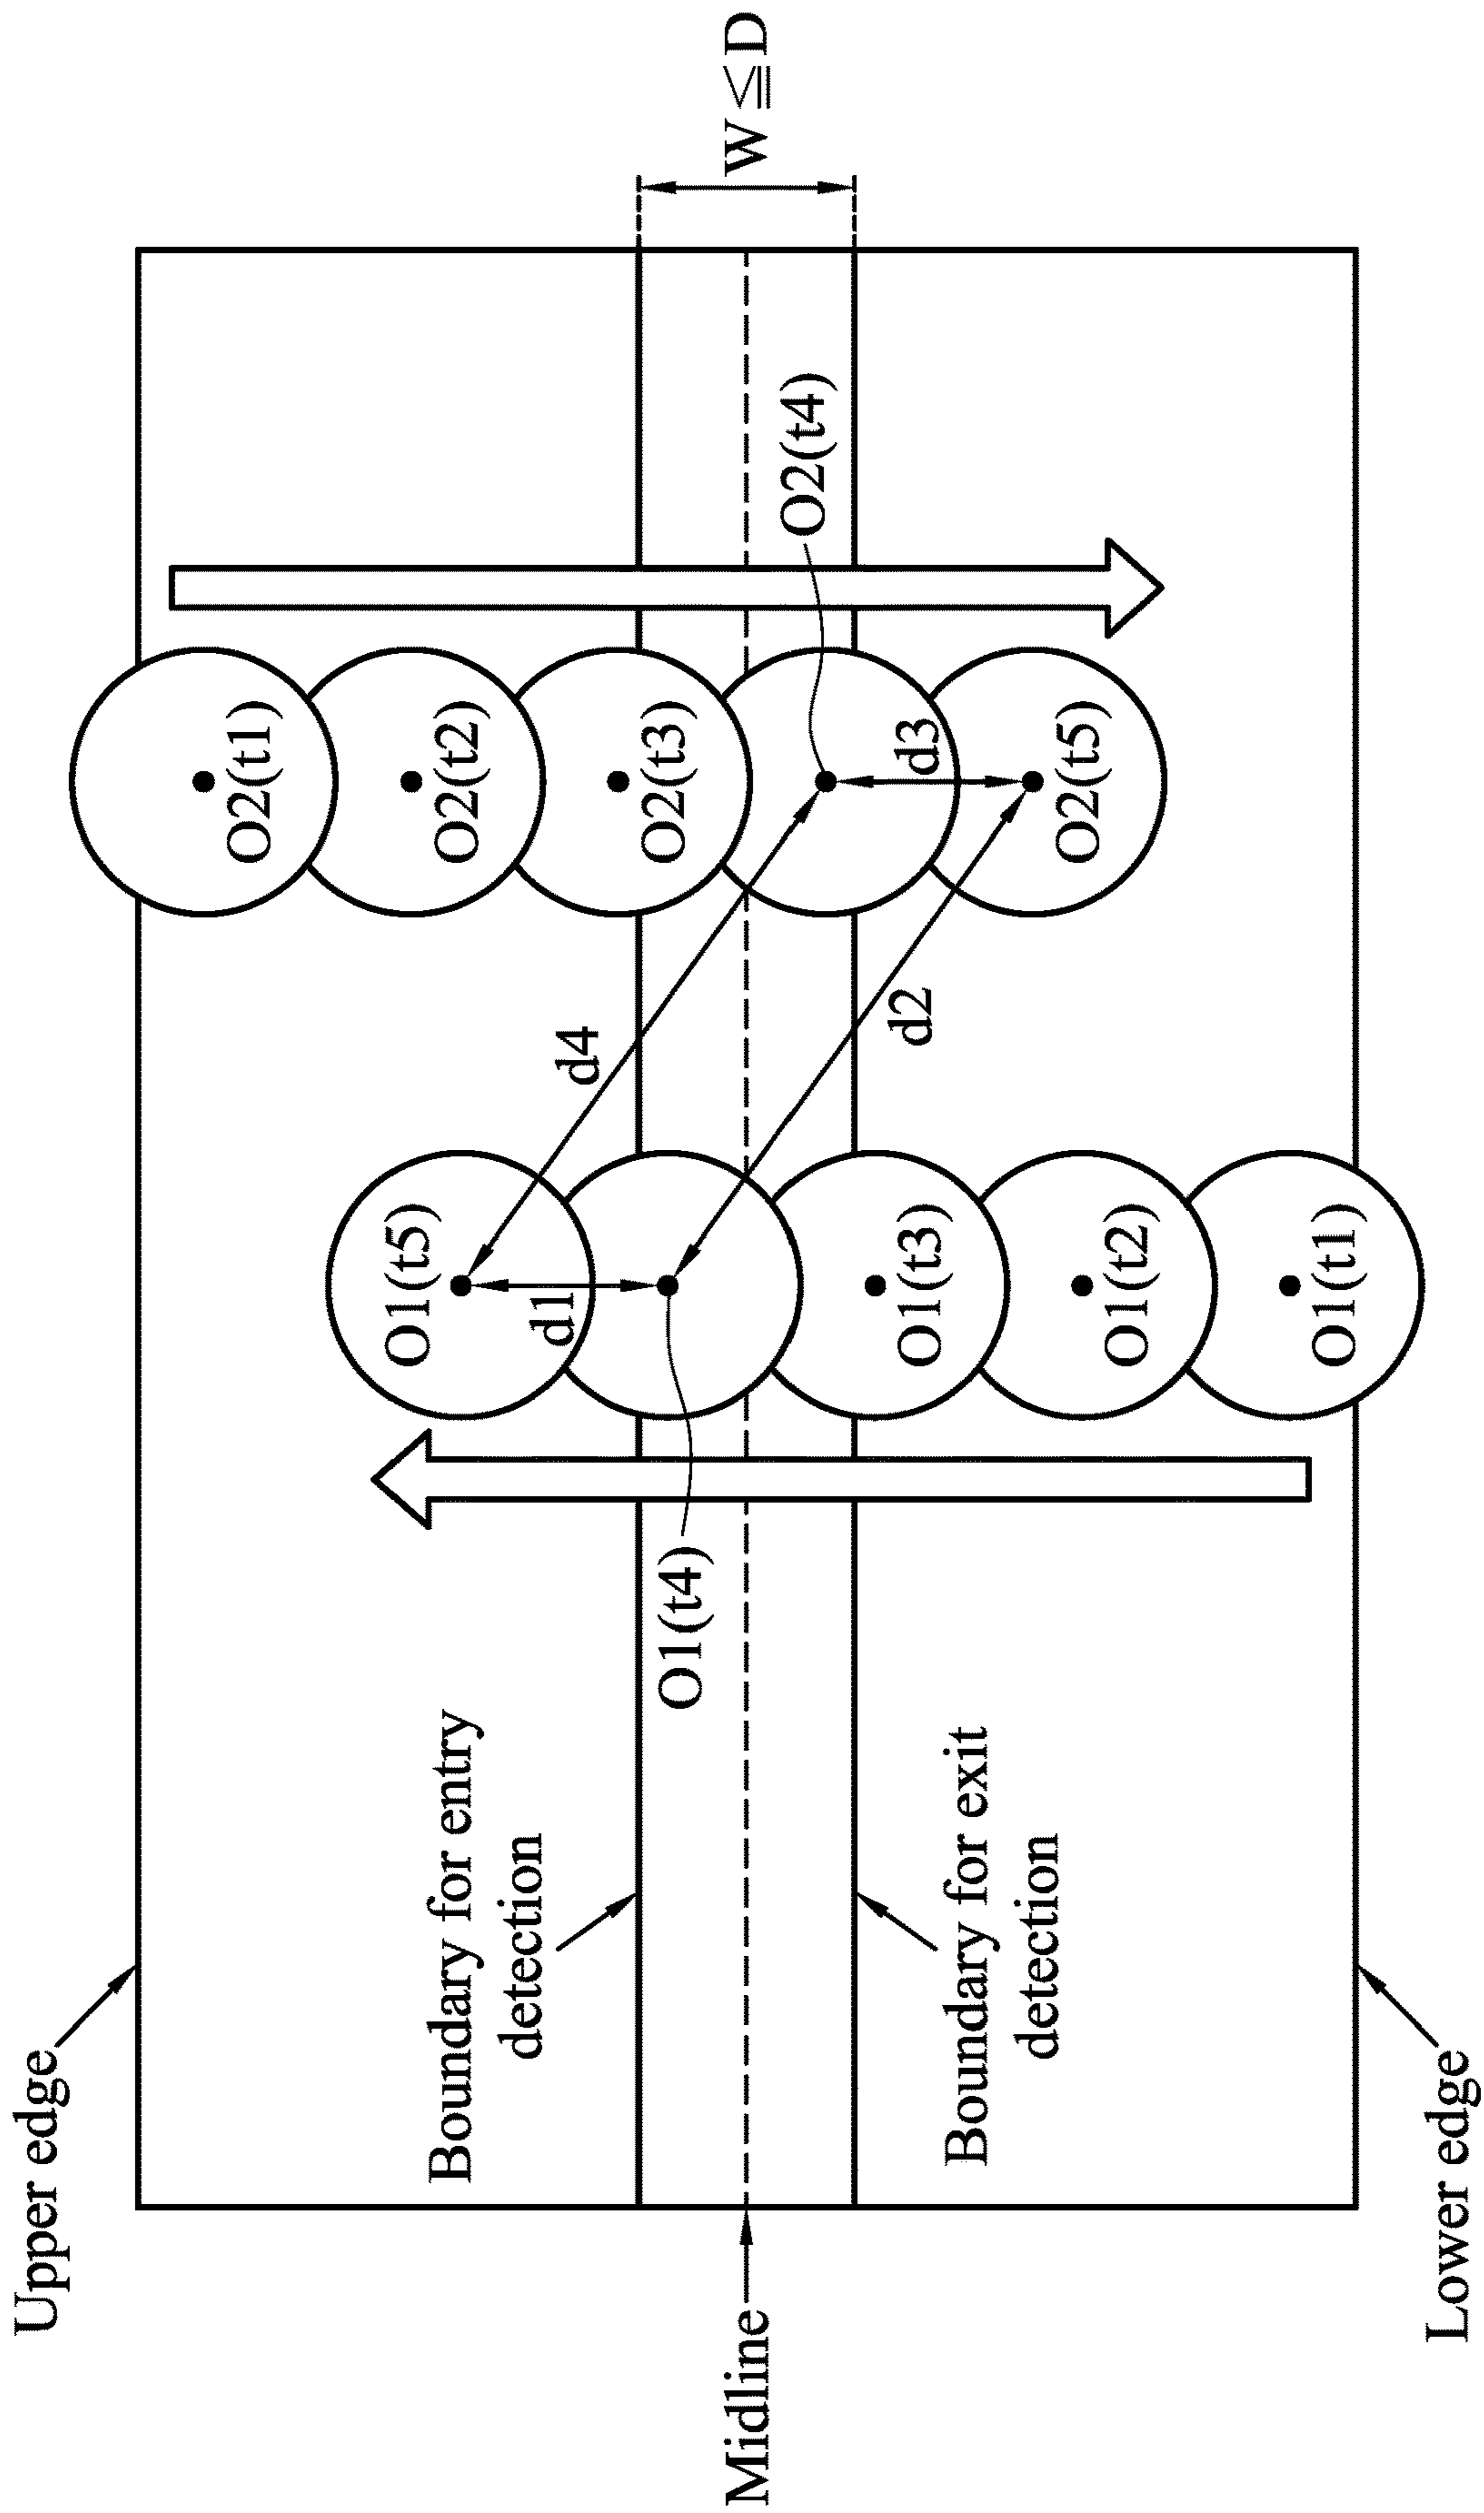 Upper edge
Boundary for entry
detection
Midline
Boundary for exit
detection
Lower edge
O1(t5)
d1
O1(t4)
O1(t3)
O1(t2)
O1(t1)
d4
d2
O2(t1)
O2(t2)
O2(t3)
O2(t4)
d3
O2(t5)
W ≦ D